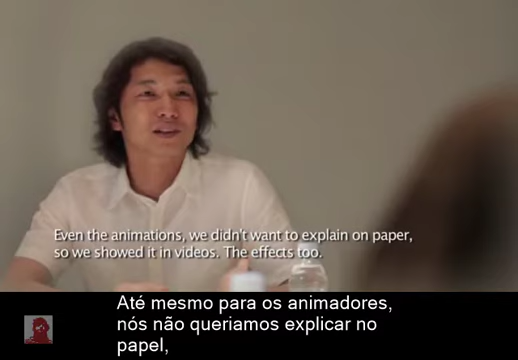 Even the animations, we didn't want to explain on paper,
so we showed it in videos. The effects too.
Até mesmo para os animadores,
nós não queriamos explicar no
papel,